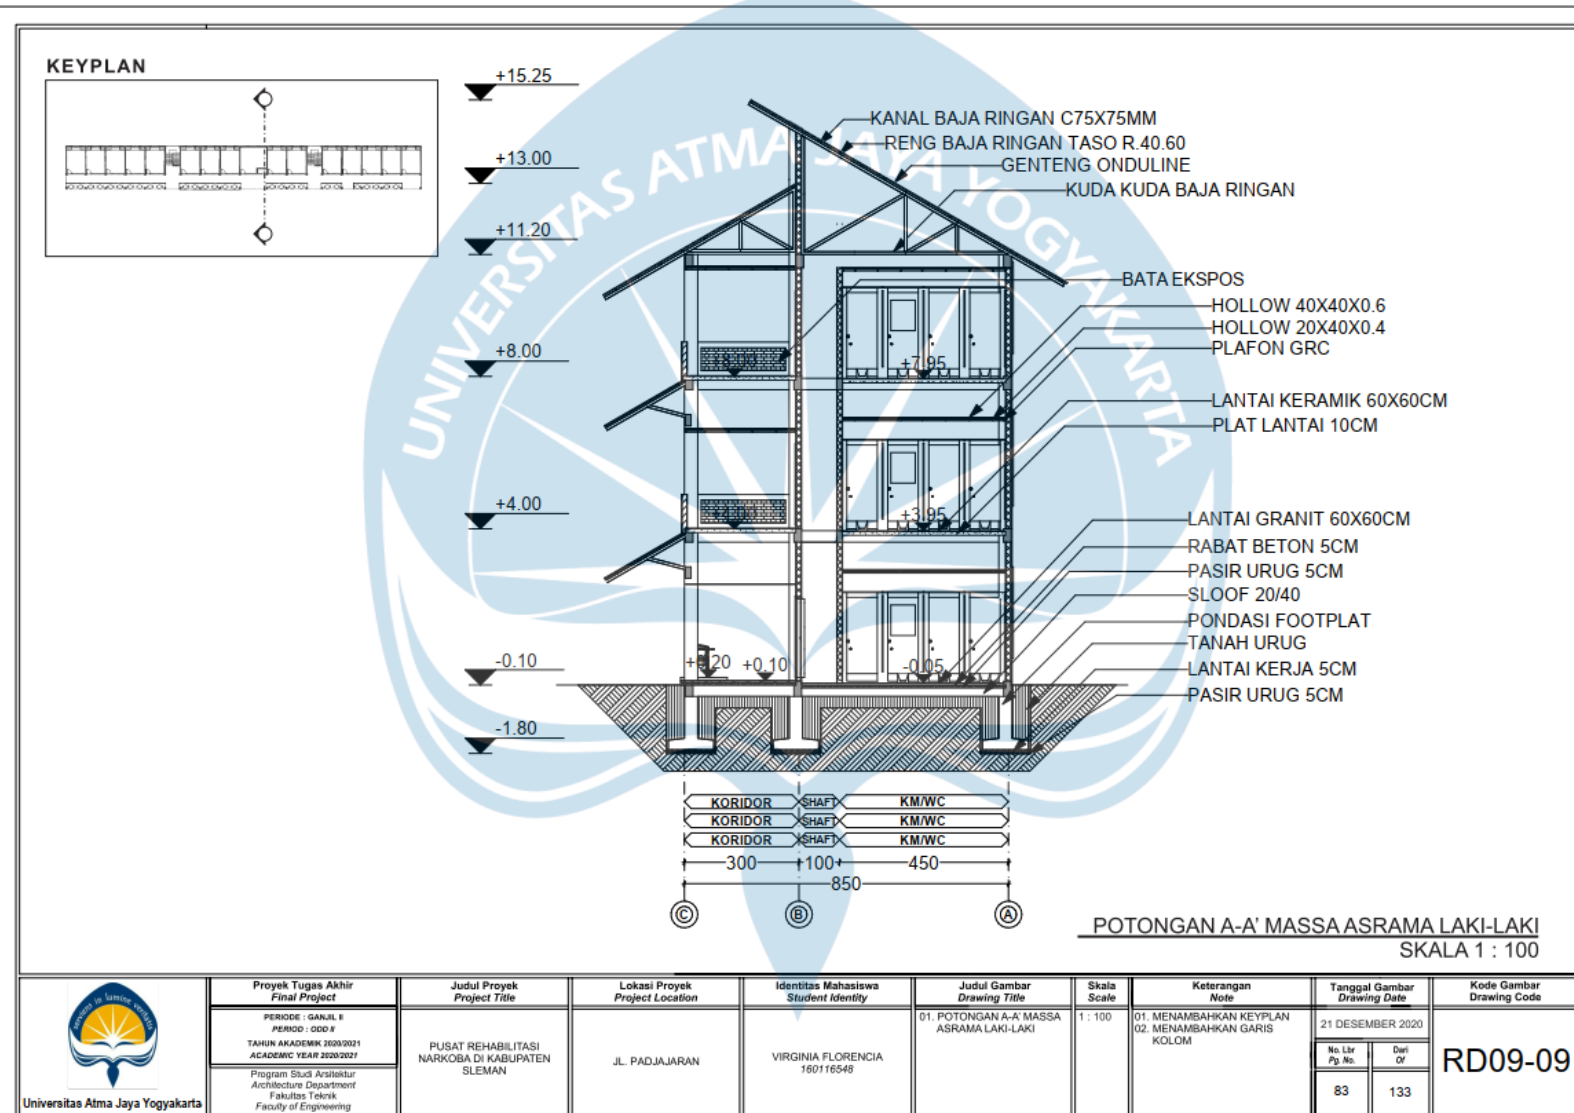 KEYPLAN
+15.25
+13.00
+11.20
+8.00
+4.00
-0.10
-1.80
UNIVERSITAS ATMA JAYA YOGYAKARTA
KANAL BAJA RINGAN C75X75MM
RENG BAJA RINGAN TASO R.40.60
GENTENG ONDULINE
KUDA KUDA BAJA RINGAN
BATA EKSPOS
HOLLOW 40X40X0.6
HOLLOW 20X40X0.4
PLAFON GRC
LANTAI KERAMIK 60X60CM
PLAT LANTAI 10CM
LANTAI GRANIT 60X60CM
RABAT BETON 5CM
PASIR URUG 5CM
SLOOF 20/40
PONDASI FOOTPLAT
TANAH URUG
LANTAI KERJA 5CM
PASIR URUG 5CM
+8.00 +7.95
+4.00 +3.95
+0.20 +0.10 -0.05
KORIDOR SHAFT KM/WC
KORIDOR SHAFT KM/WC
KORIDOR SHAFT KM/WC
300 100 450
850
C B A
POTONGAN A-A' MASSA ASRAMA LAKI-LAKI
SKALA 1 : 100
serviens in lumine veritatis
Universitas Atma Jaya Yogyakarta
Proyek Tugas Akhir
Final Project
PERIODE : GANJIL II
PERIOD : ODD II
TAHUN AKADEMIK 2020/2021
ACADEMIC YEAR 2020/2021
Program Studi Arsitektur
Architecture Department
Fakultas Teknik
Faculty of Engineering
Judul Proyek
Project Title
PUSAT REHABILITASI
NARKOBA DI KABUPATEN
SLEMAN
Lokasi Proyek
Project Location
JL. PADJAJARAN
Identitas Mahasiswa
Student Identity
VIRGINIA FLORENCIA
160116548
Judul Gambar
Drawing Title
01. POTONGAN A-A' MASSA
ASRAMA LAKI-LAKI
Skala
Scale
1 : 100
Keterangan
Note
01. MENAMBAHKAN KEYPLAN
02. MENAMBAHKAN GARIS
KOLOM
Tanggal Gambar
Drawing Date
21 DESEMBER 2020
No. Lbr
Pg. No.
Dari
Of
83
133
Kode Gambar
Drawing Code
RD09-09